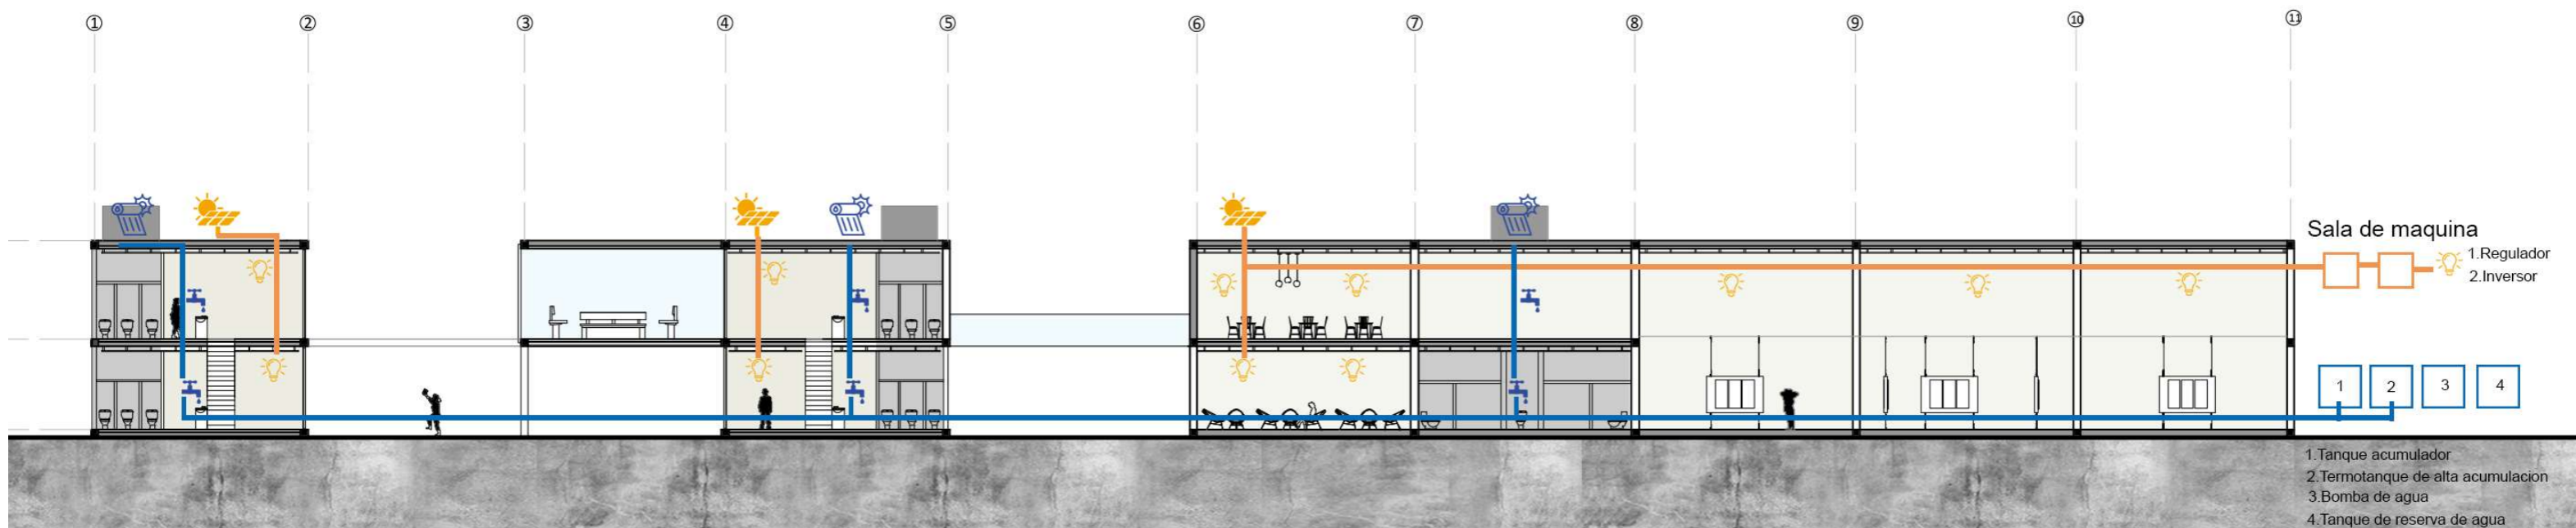 ① ② ③ ④ ⑤ ⑥ ⑦ ⑧ ⑨ ⑩ ⑪
Sala de maquina
1.Regulador
2.Inversor
1 2 3 4
1.Tanque acumulador
2.Termotanque de alta acumulacion
3.Bomba de agua
4.Tanque de reserva de agua